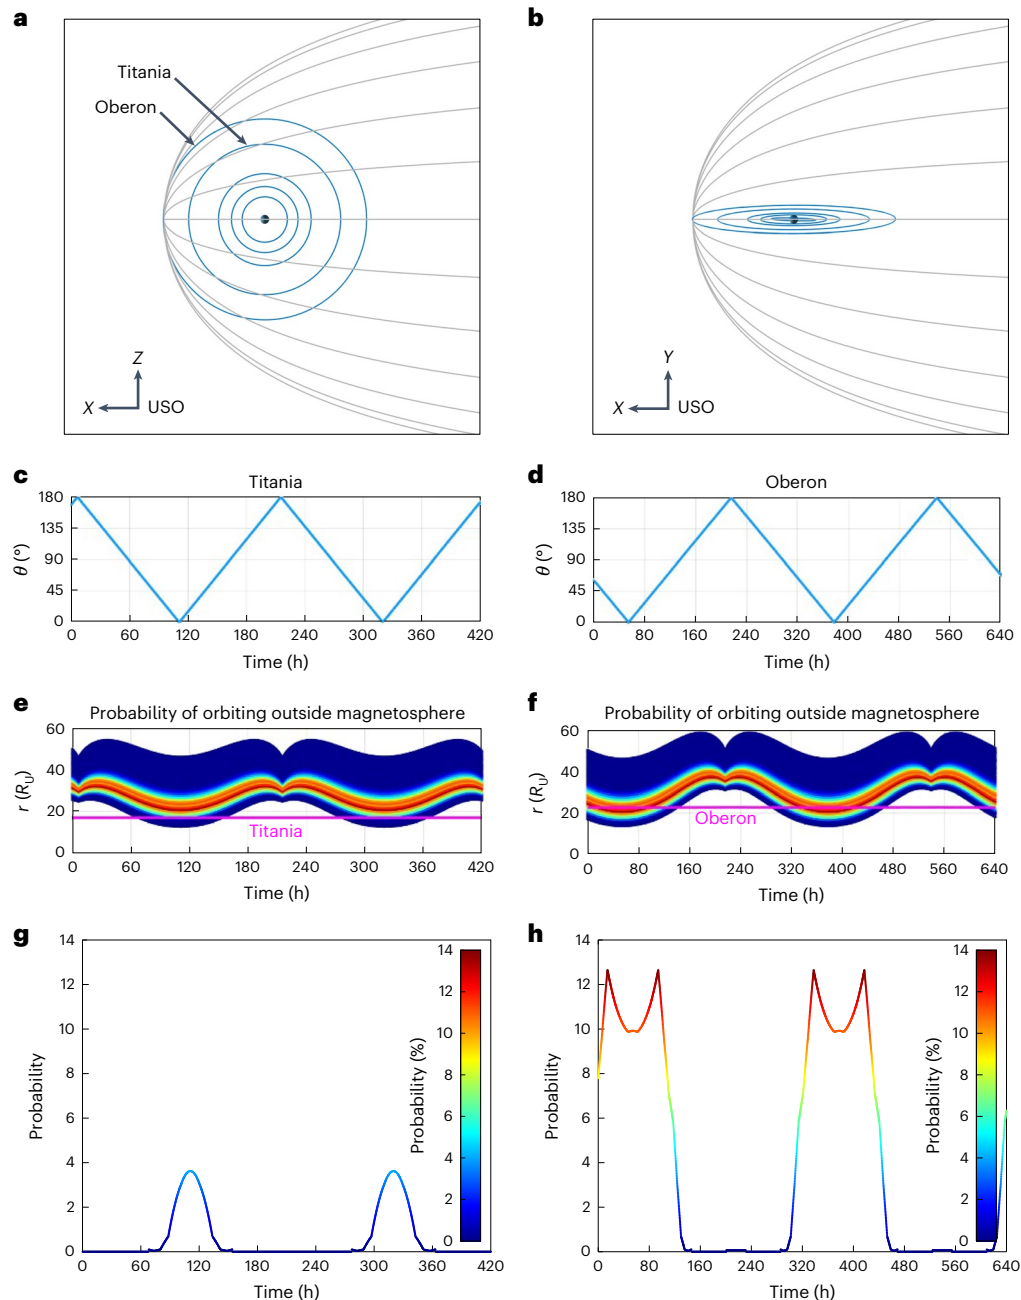 a
b
Titania
Oberon
Z
X
USO
Y
X
USO
c
Titania
d
Oberon
180
135
90
45
0
θ (°)
0 60 120 180 240 300 360 420
Time (h)
180
135
90
45
0
θ (°)
0 80 160 240 320 400 480 560 640
Time (h)
e
Probability of orbiting outside magnetosphere
f
Probability of orbiting outside magnetosphere
60
40
20
0
r (RU)
Titania
0 60 120 180 240 300 360 420
Time (h)
60
40
20
0
r (RU)
Oberon
0 80 160 240 320 400 480 560 640
Time (h)
g
h
14
12
10
8
6
4
2
0
Probability
14
12
10
8
6
4
2
0
Probability (%)
0 60 120 180 240 300 360 420
Time (h)
14
12
10
8
6
4
2
0
Probability
14
12
10
8
6
4
2
0
Probability (%)
0 80 160 240 320 400 480 560 640
Time (h)